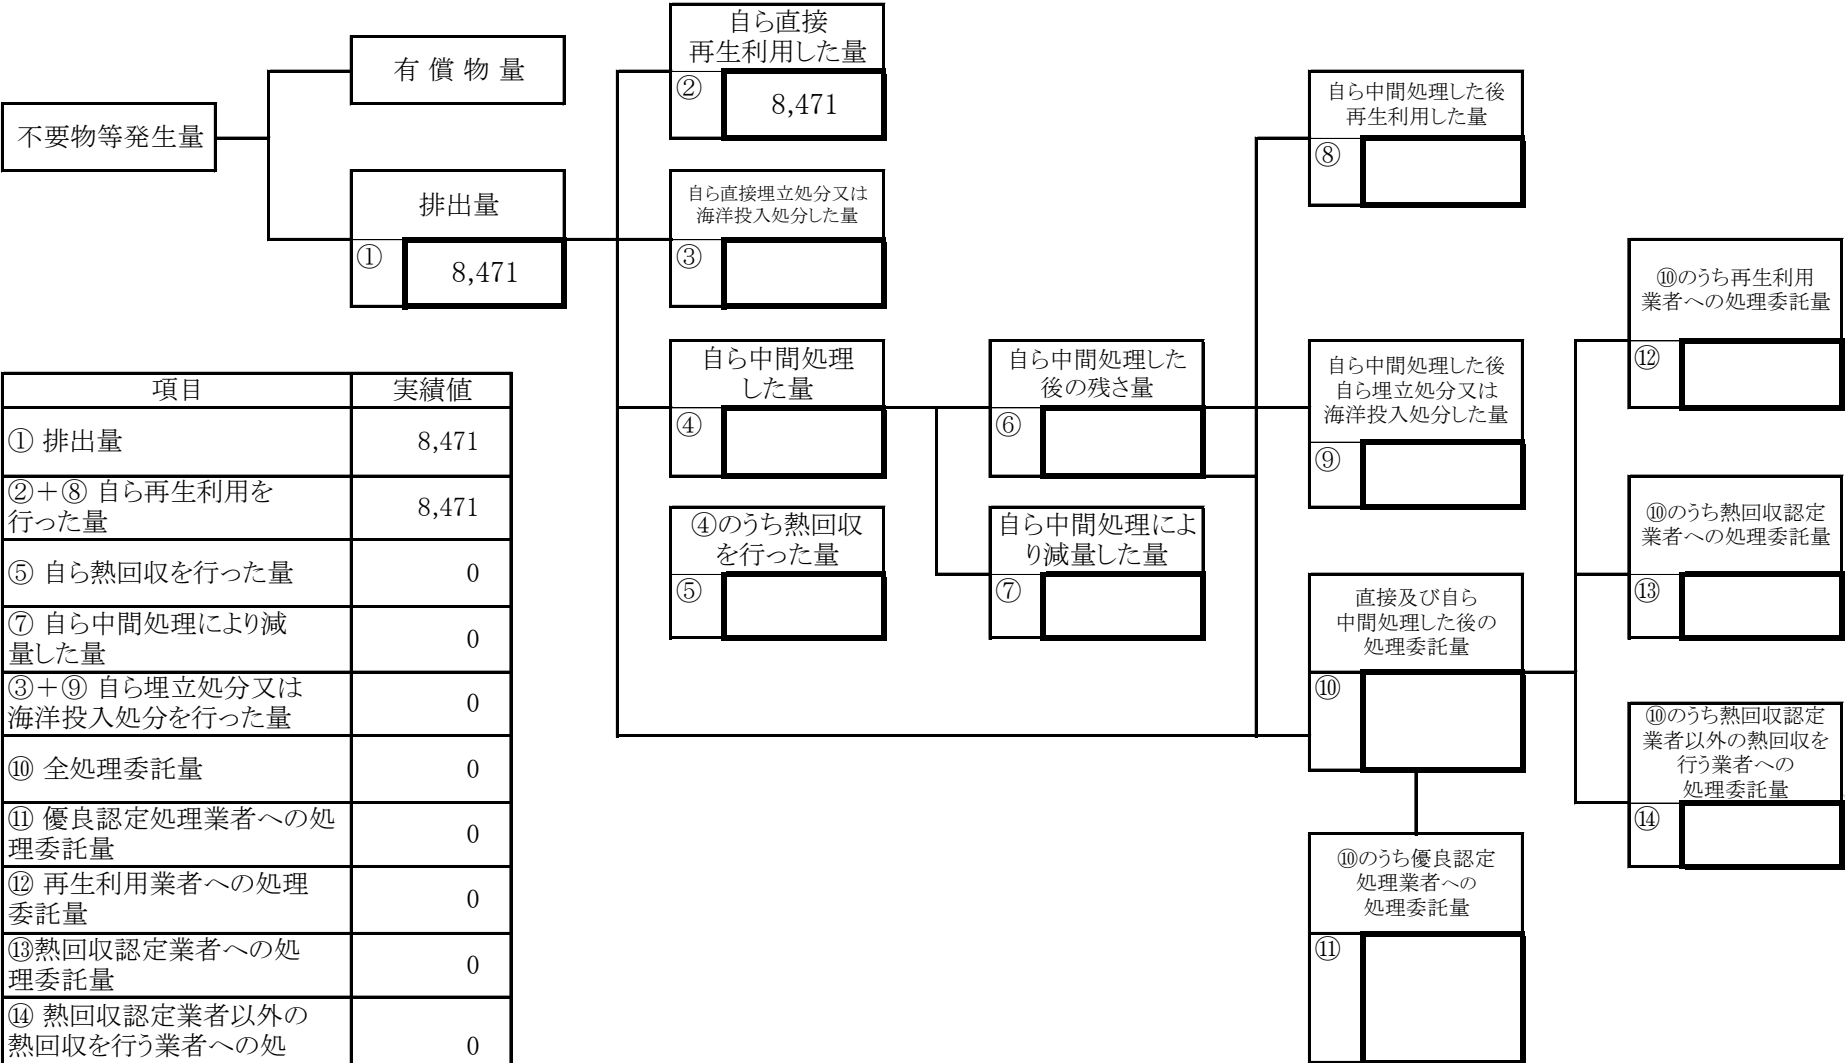 不要物等発生量
有 償 物 量
排出量
①
8,471
自ら直接
再生利用した量
②
8,471
自ら直接埋立処分又は
海洋投入処分した量
③
自ら中間処理
した量
④
④のうち熱回収
を行った量
⑤
自ら中間処理した
後の残さ量
⑥
自ら中間処理によ
り減量した量
⑦
自ら中間処理した後
再生利用した量
⑧
自ら中間処理した後
自ら埋立処分又は
海洋投入処分した量
⑨
直接及び自ら
中間処理した後の
処理委託量
⑩
⑩のうち優良認定
処理業者への
処理委託量
⑪
⑩のうち再生利用
業者への処理委託量
⑫
⑩のうち熱回収認定
業者への処理委託量
⑬
⑩のうち熱回収認定
業者以外の熱回収を
行う業者への
処理委託量
⑭
項目 実績値
① 排出量 8,471
②+⑧ 自ら再生利用を
行った量 8,471
⑤ 自ら熱回収を行った量 0
⑦ 自ら中間処理により減
量した量 0
③+⑨ 自ら埋立処分又は
海洋投入処分を行った量 0
⑩ 全処理委託量 0
⑪ 優良認定処理業者への処
理委託量 0
⑫ 再生利用業者への処理
委託量 0
⑬熱回収認定業者への処
理委託量 0
⑭ 熱回収認定業者以外の
熱回収を行う業者への処 0